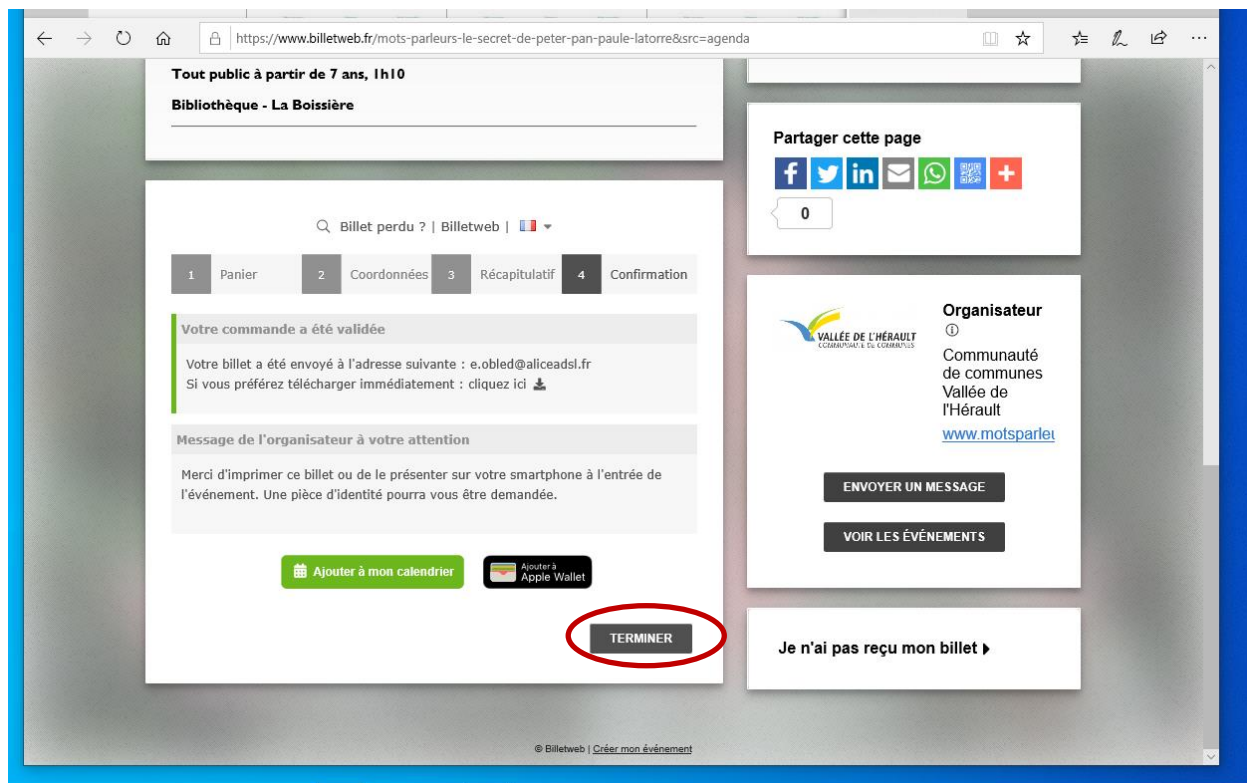 https://www.billetweb.fr/mots-parleurs-le-secret-de-peter-pan-paule-latorre&src=agenda
Tout public à partir de 7 ans, 1h10
Bibliothèque - La Boissière
Billet perdu ? | Billetweb |
1 Panier 2 Coordonnées 3 Récapitulatif 4 Confirmation
Votre commande a été validée
Votre billet a été envoyé à l'adresse suivante : e.obled@aliceadsl.fr
Si vous préférez télécharger immédiatement : cliquez ici
Message de l'organisateur à votre attention
Merci d'imprimer ce billet ou de le présenter sur votre smartphone à l'entrée de
l'événement. Une pièce d'identité pourra vous être demandée.
Ajouter à mon calendrier
Ajouter à
Apple Wallet
TERMINER
Partager cette page
0
VALLÉE DE L'HÉRAULT
COMMUNAUTÉ DE COMMUNES
Organisateur
Communauté
de communes
Vallée de
l'Hérault
www.motsparleu
ENVOYER UN MESSAGE
VOIR LES ÉVÉNEMENTS
Je n'ai pas reçu mon billet
© Billetweb | Créer mon événement